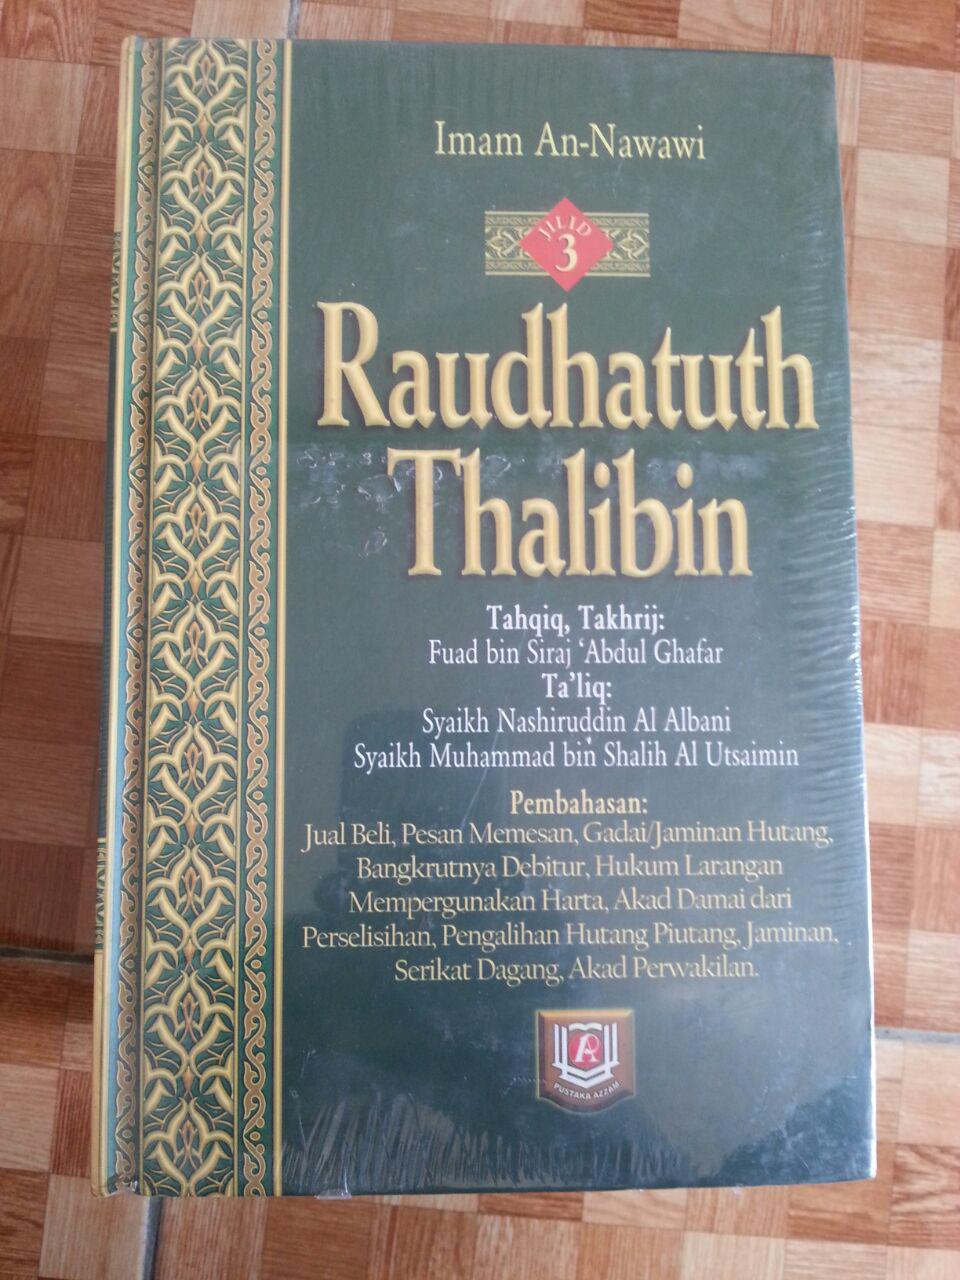 Imam An-Nawawi
JILID
3
Raudhatuth
Thalibin
Tahqiq, Takhrij:
Fuad bin Siraj ‘Abdul Ghafar
Ta’liq:
Syaikh Nashiruddin Al Albani
Syaikh Muhammad bin Shalih Al Utsaimin
Pembahasan:
Jual Beli, Pesan Memesan, Gadai/Jaminan Hutang,
Bangkrutnya Debitur, Hukum Larangan
Mempergunakan Harta, Akad Damai dari
Perselisihan, Pengalihan Hutang Piutang, Jaminan,
Serikat Dagang, Akad Perwakilan.
PUSTAKA AZZAM